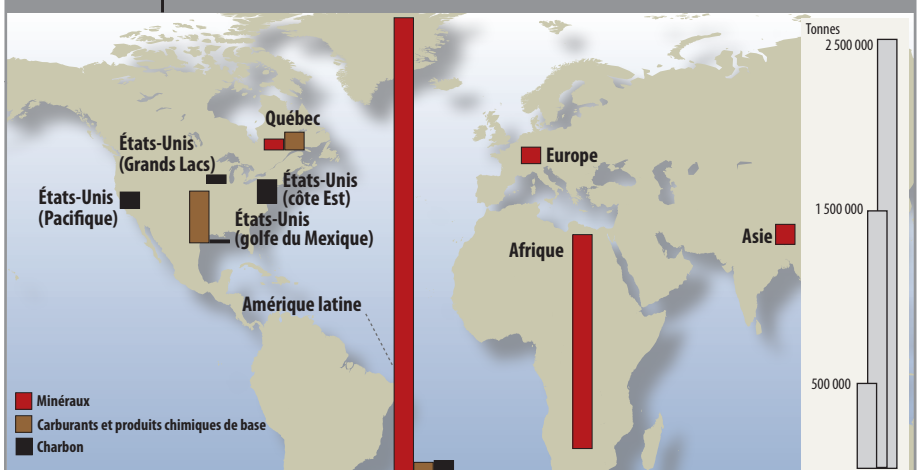 Tonnes
2 500 000
Québec
États-Unis
(Grands Lacs)
Europe
États-Unis
(côte Est)
États-Unis
(Pacifique)
1 500 000
États-Unis
(golfe du Mexique)
Asie
Afrique
Amérique latine
500 000
Minéraux
Carburants et produits chimiques de base
Charbon